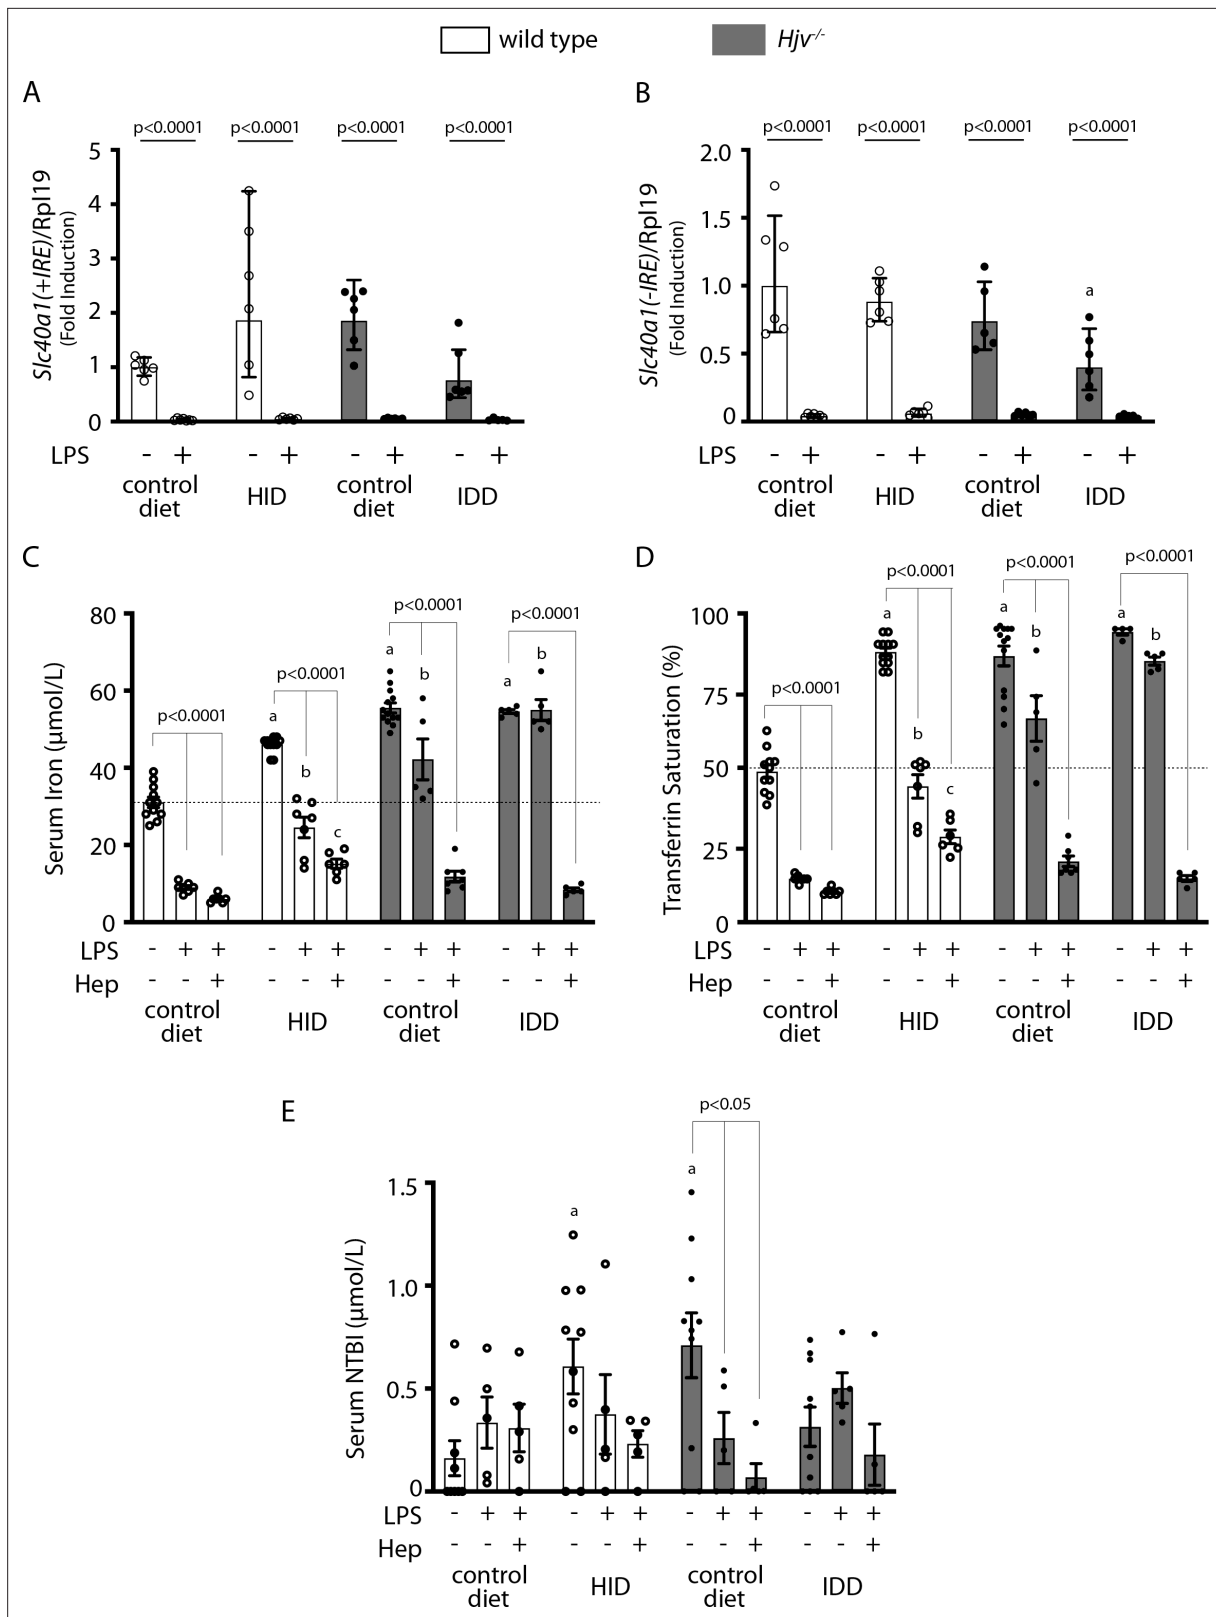 wild type
Hjv-/-
A
p<0.0001 p<0.0001 p<0.0001 p<0.0001
Slc40a1(+IRE)/Rpl19
(Fold Induction)
5
4
3
2
1
0
LPS - + - + - + - +
control diet HID control diet IDD
B
p<0.0001 p<0.0001 p<0.0001 p<0.0001
Slc40a1(-IRE)/Rpl19
(Fold Induction)
2.0
1.5
1.0
0.5
0
a
LPS - + - + - + - +
control diet HID control diet IDD
C
Serum Iron (µmol/L)
80
60
40
20
0
p<0.0001 p<0.0001 p<0.0001 p<0.0001
a b c a b a b
LPS - + + - + + - + + - + +
Hep - - + - - + - - + - - +
control diet HID control diet IDD
D
Transferrin Saturation (%)
100
75
50
25
0
p<0.0001 p<0.0001 p<0.0001 p<0.0001
a b c a b a b
LPS - + + - + + - + + - + +
Hep - - + - - + - - + - - +
control diet HID control diet IDD
E
p<0.05
Serum NTBI (µmol/L)
1.5
1.0
0.5
0
a a
LPS - + + - + + - + + - + +
Hep - - + - - + - - + - - +
control diet HID control diet IDD